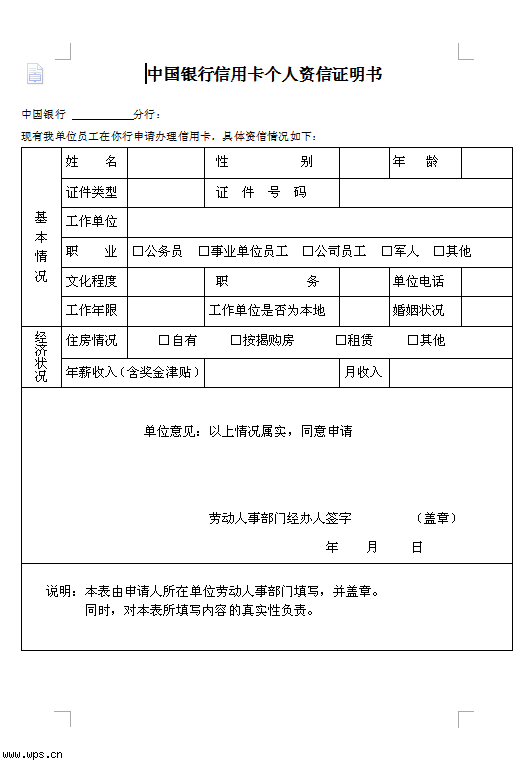 中国银行信用卡个人资信证明书
中国银行 __________分行：
现有我单位员工在你行申请办理信用卡，具体资信情况如下：
基本情况
姓 名 性 别 年 龄
证件类型 证 件 号 码
工作单位
职 业 □公务员 □事业单位员工 □公司员工 □军人 □其他
文化程度 职 务 单位电话
工作年限 工作单位是否为本地 婚姻状况
经济状况
住房情况 □自有 □按揭购房 □租赁 □其他
年薪收入（含奖金津贴） 月收入
单位意见：以上情况属实，同意申请
劳动人事部门经办人签字 （盖章）
年 月 日
说明：本表由申请人所在单位劳动人事部门填写，并盖章。
同时，对本表所填写内容的真实性负责。
www.wps.cn